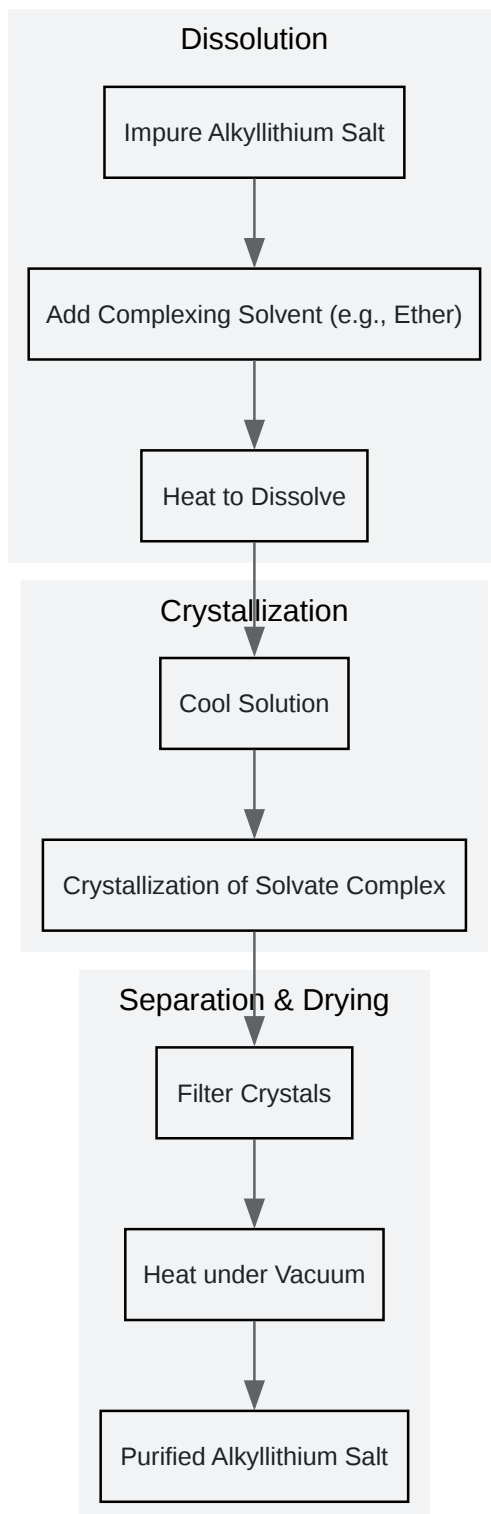 Dissolution
Impure Alkyllithium Salt
Add Complexing Solvent (e.g., Ether)
Heat to Dissolve
Crystallization
Cool Solution
Crystallization of Solvate Complex
Separation & Drying
Filter Crystals
Heat under Vacuum
Purified Alkyllithium Salt